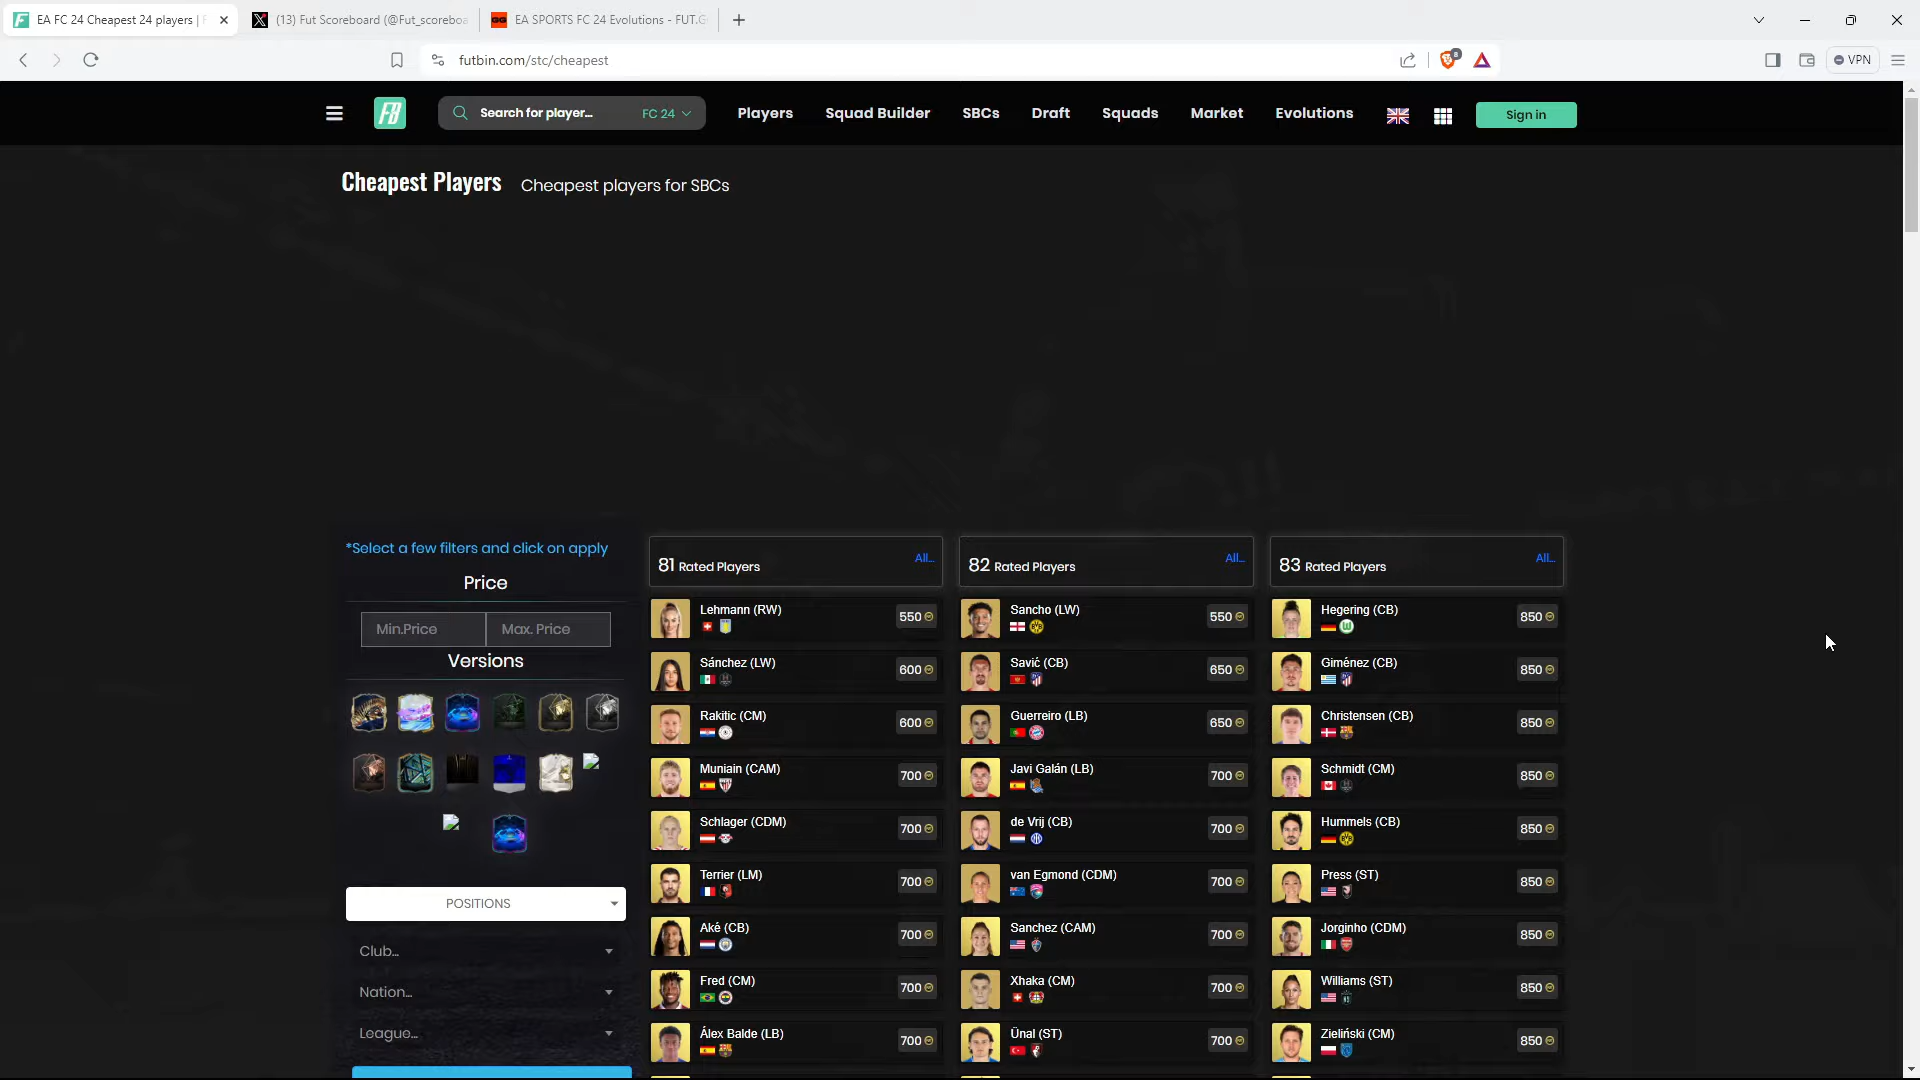 EA FC 24 Cheapest 24 players |
(13) Fut Scoreboard (@Fut_scoreboa
EA SPORTS FC 24 Evolutions - FUT.G
futbin.com/stc/cheapest
8
VPN
FB
Search for player...
FC 24
Players
Squad Builder
SBCs
Draft
Squads
Market
Evolutions
Sign in
Cheapest Players
Cheapest players for SBCs
*Select a few filters and click on apply
Price
Min.Price
Max. Price
Versions
POSITIONS
Club...
Nation...
League...
81 Rated Players
All...
Lehmann (RW)
550
Sánchez (LW)
600
Rakitic (CM)
600
Muniain (CAM)
700
Schlager (CDM)
700
Terrier (LM)
700
Aké (CB)
700
Fred (CM)
700
Álex Balde (LB)
700
82 Rated Players
All...
Sancho (LW)
550
Savić (CB)
650
Guerreiro (LB)
650
Javi Galán (LB)
700
de Vrij (CB)
700
van Egmond (CDM)
700
Sanchez (CAM)
700
Xhaka (CM)
700
Ünal (ST)
700
83 Rated Players
All...
Hegering (CB)
850
Giménez (CB)
850
Christensen (CB)
850
Schmidt (CM)
850
Hummels (CB)
850
Press (ST)
850
Jorginho (CDM)
850
Williams (ST)
850
Zieliński (CM)
850